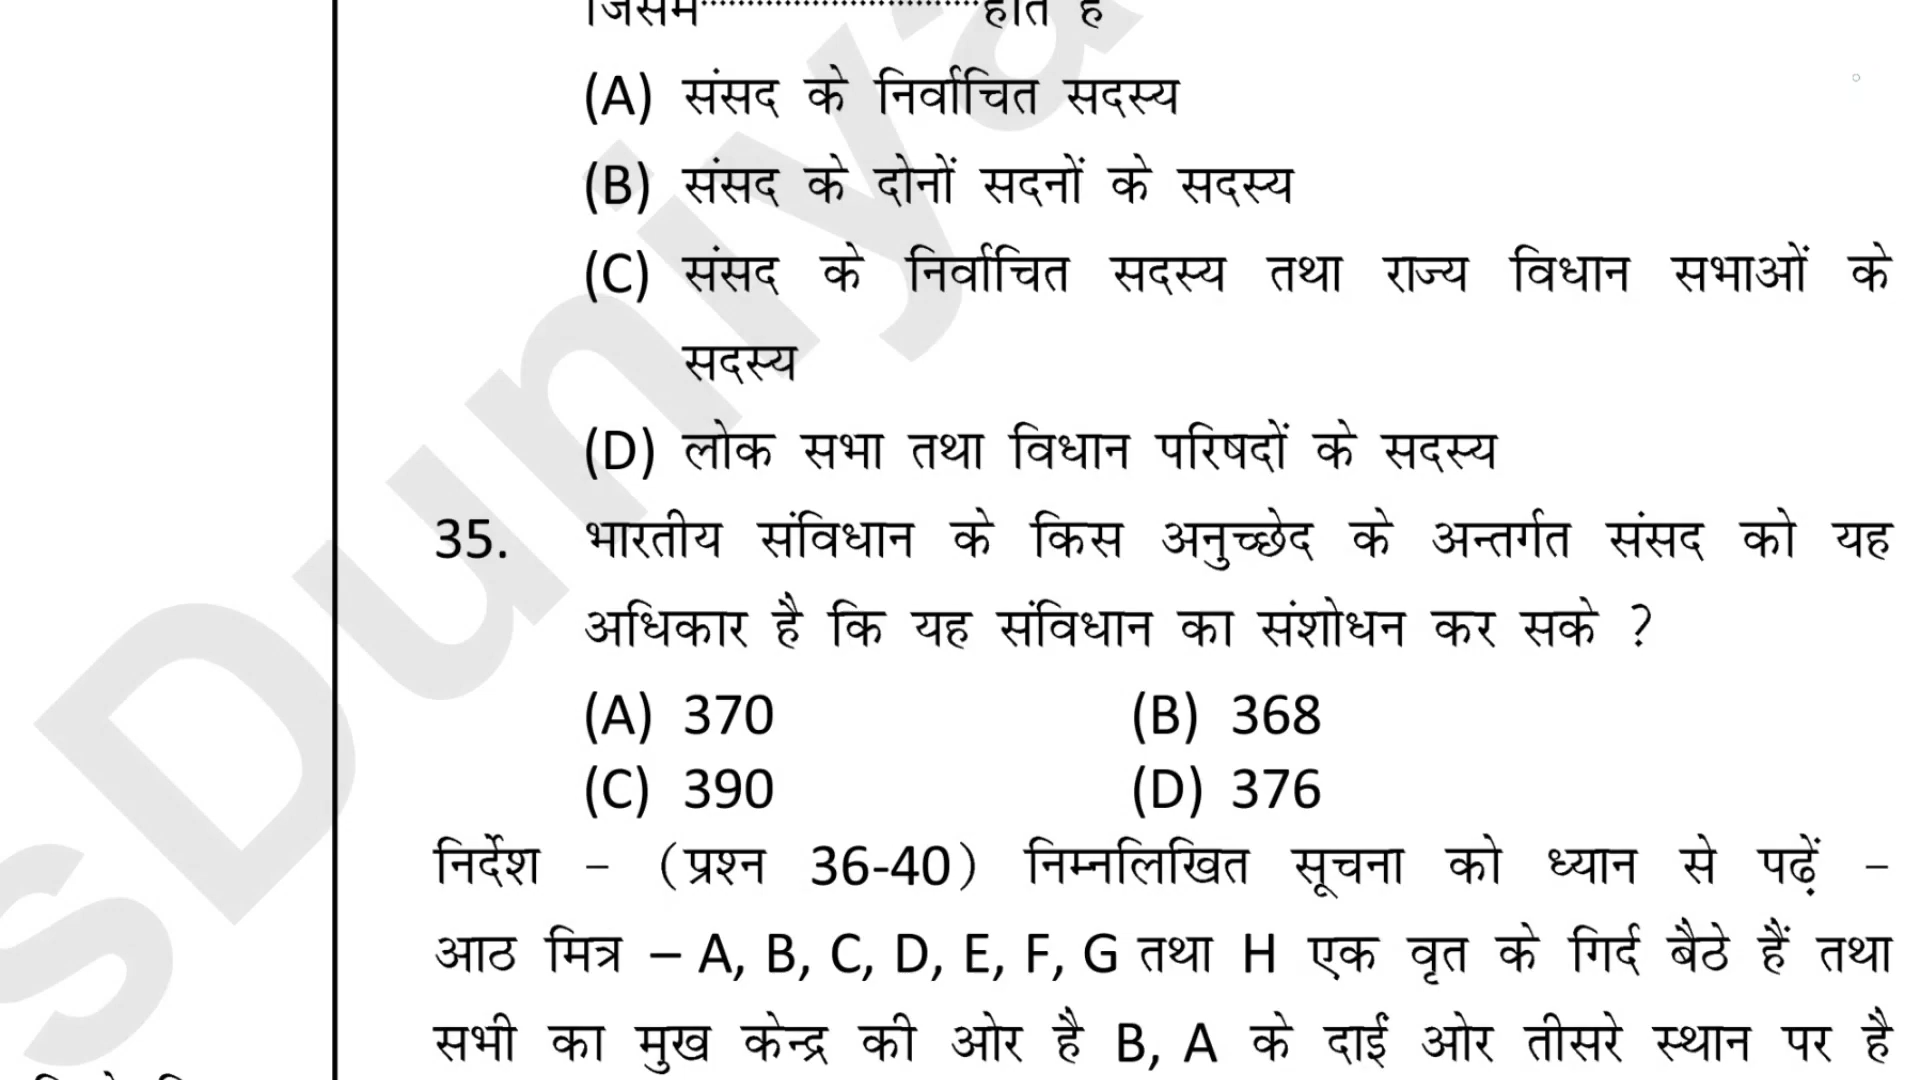 जिसमें..............................होते हैं
(A) संसद के निर्वाचित सदस्य
(B) संसद के दोनों सदनों के सदस्य
(C) संसद के निर्वाचित सदस्य तथा राज्य विधान सभाओं के
सदस्य
(D) लोक सभा तथा विधान परिषदों के सदस्य
35. भारतीय संविधान के किस अनुच्छेद के अन्तर्गत संसद को यह
अधिकार है कि यह संविधान का संशोधन कर सके ?
(A) 370 (B) 368
(C) 390 (D) 376
निर्देश – (प्रश्न 36-40) निम्नलिखित सूचना को ध्यान से पढ़ें –
आठ मित्र – A, B, C, D, E, F, G तथा H एक वृत के गिर्द बैठे हैं तथा
सभी का मुख केन्द्र की ओर है B, A के दाईं ओर तीसरे स्थान पर है
sDuniya